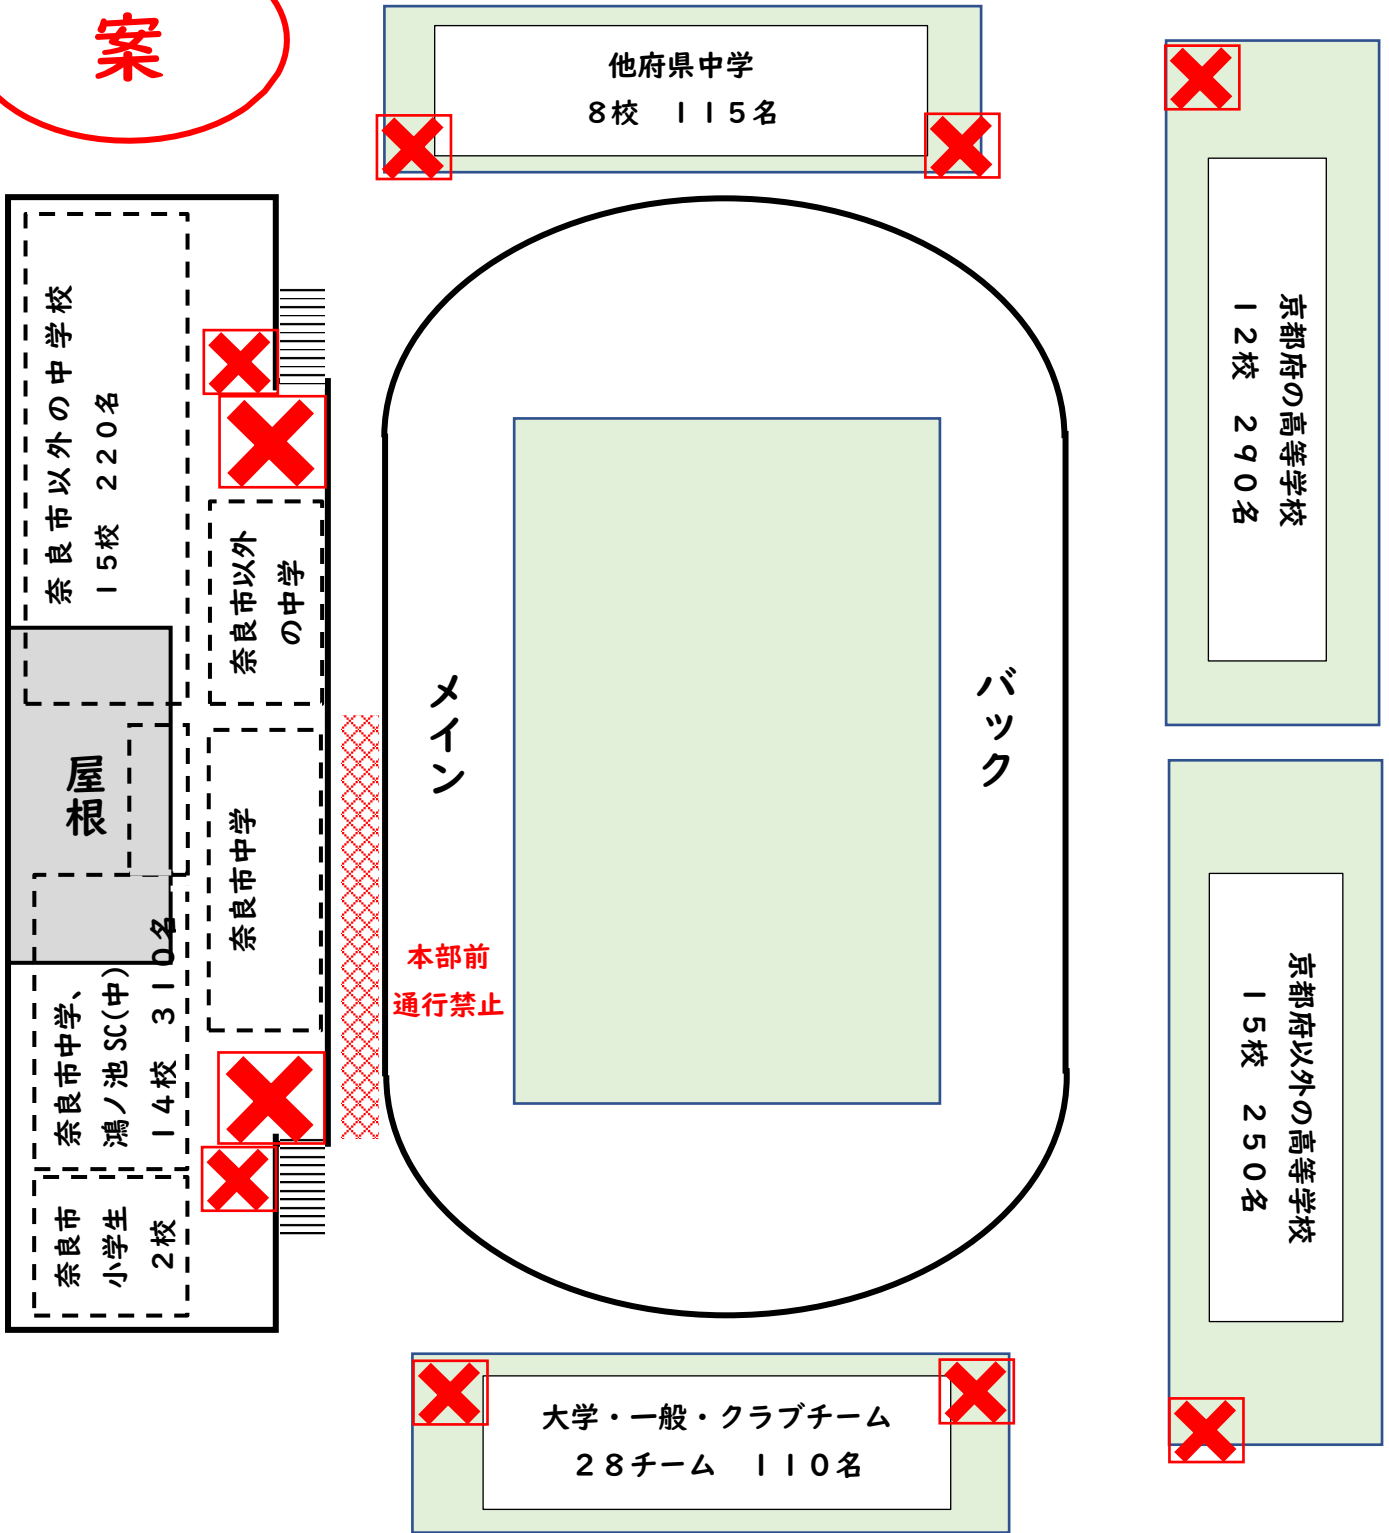 案
他府県中学
８校　１１５名
奈良市以外の中学校
１５校　２２０名
奈良市以外
の中学
屋根
奈良市中学
奈良市中学、
鴻ノ池SC(中)
１４校　３１０名
奈良市
小学生
２校
メイン
バック
本部前
通行禁止
京都府の高等学校
１２校　２９０名
京都府以外の高等学校
１５校　２５０名
大学・一般・クラブチーム
２８チーム　１１０名